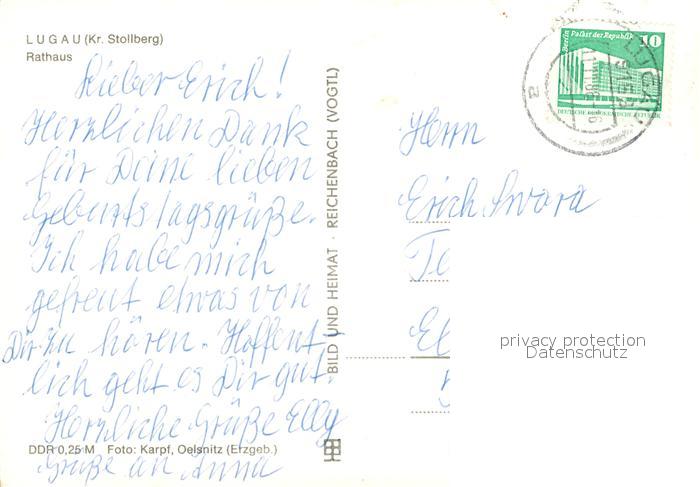 LUGAU (Kr. Stollberg)
Rathaus
Lieber Erich!
Herzlichen Dank
für Deine lieben
Geburtstagsgrüße.
Ich habe mich
gefreut etwas von
Dir zu hören. Hoffent-
lich geht es Dir gut.
Herzliche Grüße Elly
Grüße an Anna
DDR 0,25 M Foto: Karpf, Oelsnitz (Erzgeb.)
BILD UND HEIMAT · REICHENBACH (VOGTL)
Berlin Palast der Republik 10
DEUTSCHE DEMOKRATISCHE REPUBLIK
LUGAU
9159
a
Herrn
Erich Swora
privacy protection
Datenschutz